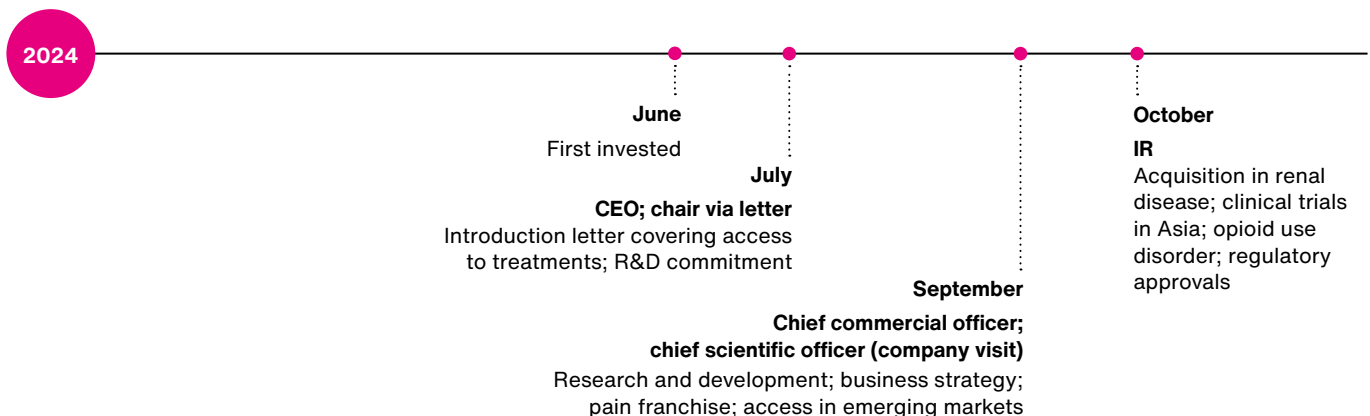 2024
June
First invested
July
CEO; chair via letter
Introduction letter covering access
to treatments; R&D commitment
September
Chief commercial officer;
chief scientific officer (company visit)
Research and development; business strategy;
pain franchise; access in emerging markets
October
IR
Acquisition in renal
disease; clinical trials
in Asia; opioid use
disorder; regulatory
approvals